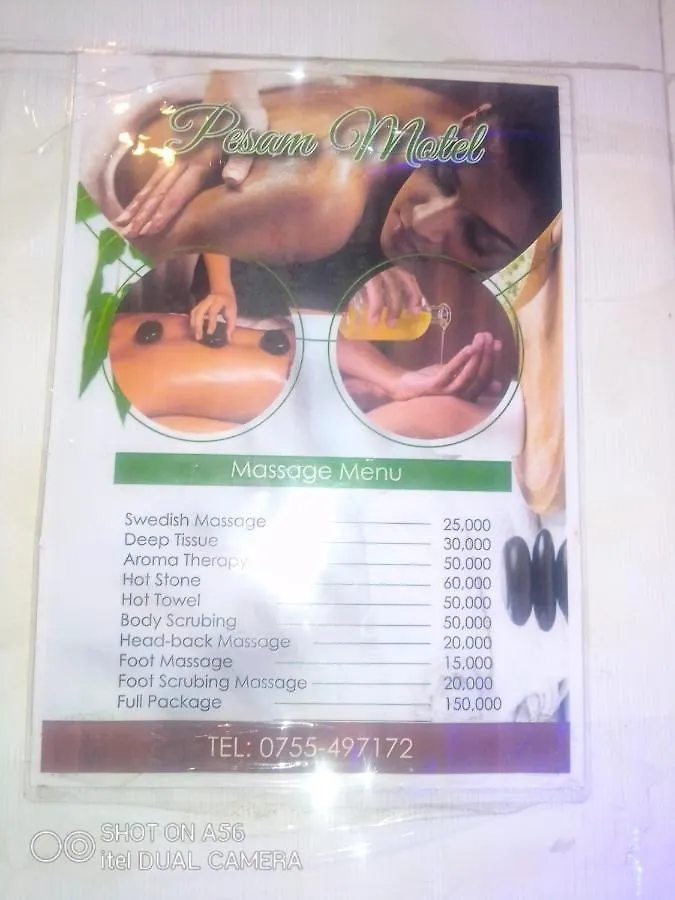 Pesam Motel
Massage Menu
Swedish Massage 25,000
Deep Tissue 30,000
Aroma Therapy 50,000
Hot Stone 60,000
Hot Towel 50,000
Body Scrubing 50,000
Head-back Massage 20,000
Foot Massage 15,000
Foot Scrubing Massage 20,000
Full Package 150,000
TEL: 0755-497172
SHOT ON A56
itel DUAL CAMERA